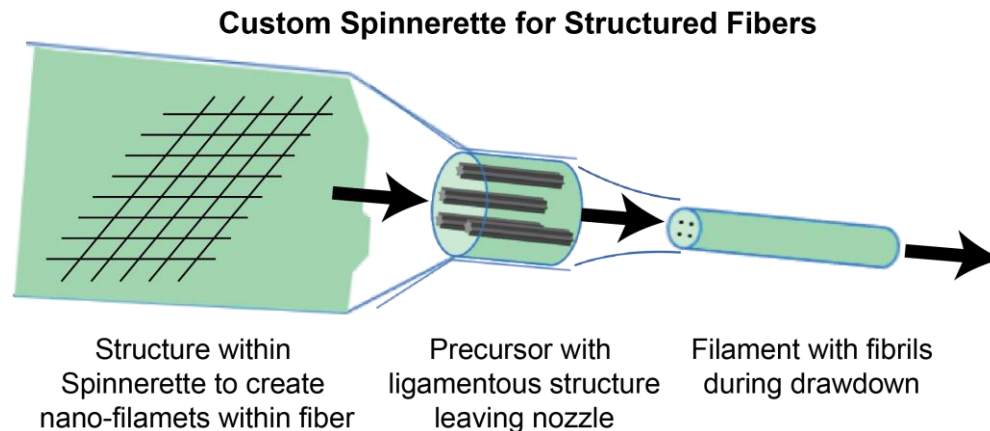 Custom Spinnerette for Structured Fibers
Structure within
Spinnerette to create
nano-filamets within fiber
Precursor with
ligamentous structure
leaving nozzle
Filament with fibrils
during drawdown